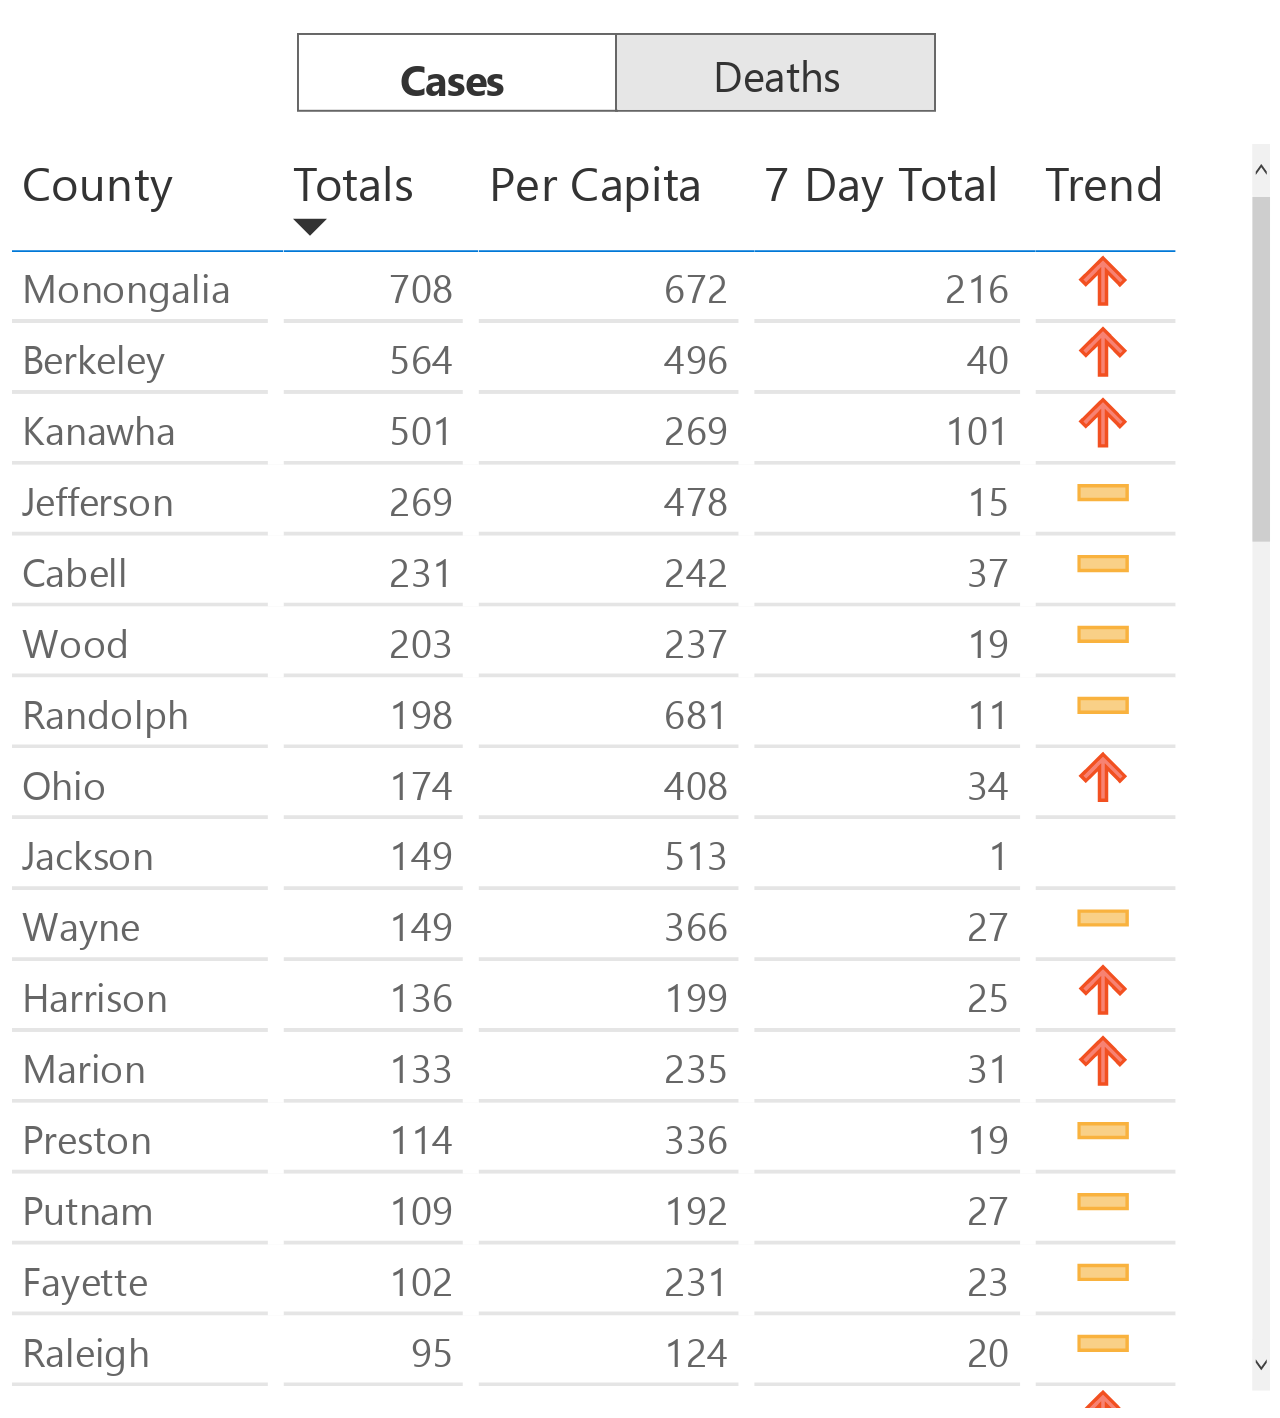 Cases Deaths
County Totals Per Capita 7 Day Total Trend
Monongalia 708 672 216
Berkeley 564 496 40
Kanawha 501 269 101
Jefferson 269 478 15
Cabell 231 242 37
Wood 203 237 19
Randolph 198 681 11
Ohio 174 408 34
Jackson 149 513 1
Wayne 149 366 27
Harrison 136 199 25
Marion 133 235 31
Preston 114 336 19
Putnam 109 192 27
Fayette 102 231 23
Raleigh 95 124 20